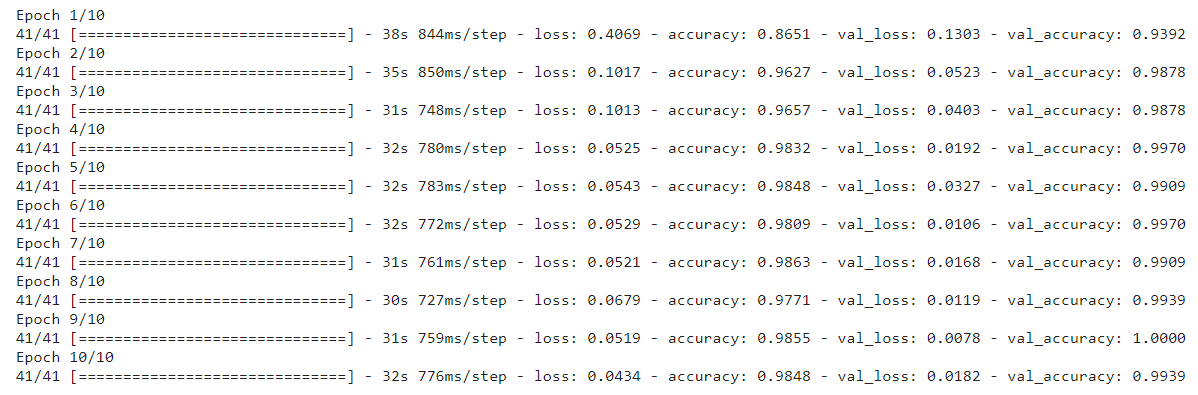 Epoch 1/10
41/41 [==============================] - 38s 844ms/step - loss: 0.4069 - accuracy: 0.8651 - val_loss: 0.1303 - val_accuracy: 0.9392
Epoch 2/10
41/41 [==============================] - 35s 850ms/step - loss: 0.1017 - accuracy: 0.9627 - val_loss: 0.0523 - val_accuracy: 0.9878
Epoch 3/10
41/41 [==============================] - 31s 748ms/step - loss: 0.1013 - accuracy: 0.9657 - val_loss: 0.0403 - val_accuracy: 0.9878
Epoch 4/10
41/41 [==============================] - 32s 780ms/step - loss: 0.0525 - accuracy: 0.9832 - val_loss: 0.0192 - val_accuracy: 0.9970
Epoch 5/10
41/41 [==============================] - 32s 783ms/step - loss: 0.0543 - accuracy: 0.9848 - val_loss: 0.0327 - val_accuracy: 0.9909
Epoch 6/10
41/41 [==============================] - 32s 772ms/step - loss: 0.0529 - accuracy: 0.9809 - val_loss: 0.0106 - val_accuracy: 0.9970
Epoch 7/10
41/41 [==============================] - 31s 761ms/step - loss: 0.0521 - accuracy: 0.9863 - val_loss: 0.0168 - val_accuracy: 0.9909
Epoch 8/10
41/41 [==============================] - 30s 727ms/step - loss: 0.0679 - accuracy: 0.9771 - val_loss: 0.0119 - val_accuracy: 0.9939
Epoch 9/10
41/41 [==============================] - 31s 759ms/step - loss: 0.0519 - accuracy: 0.9855 - val_loss: 0.0078 - val_accuracy: 1.0000
Epoch 10/10
41/41 [==============================] - 32s 776ms/step - loss: 0.0434 - accuracy: 0.9848 - val_loss: 0.0182 - val_accuracy: 0.9939